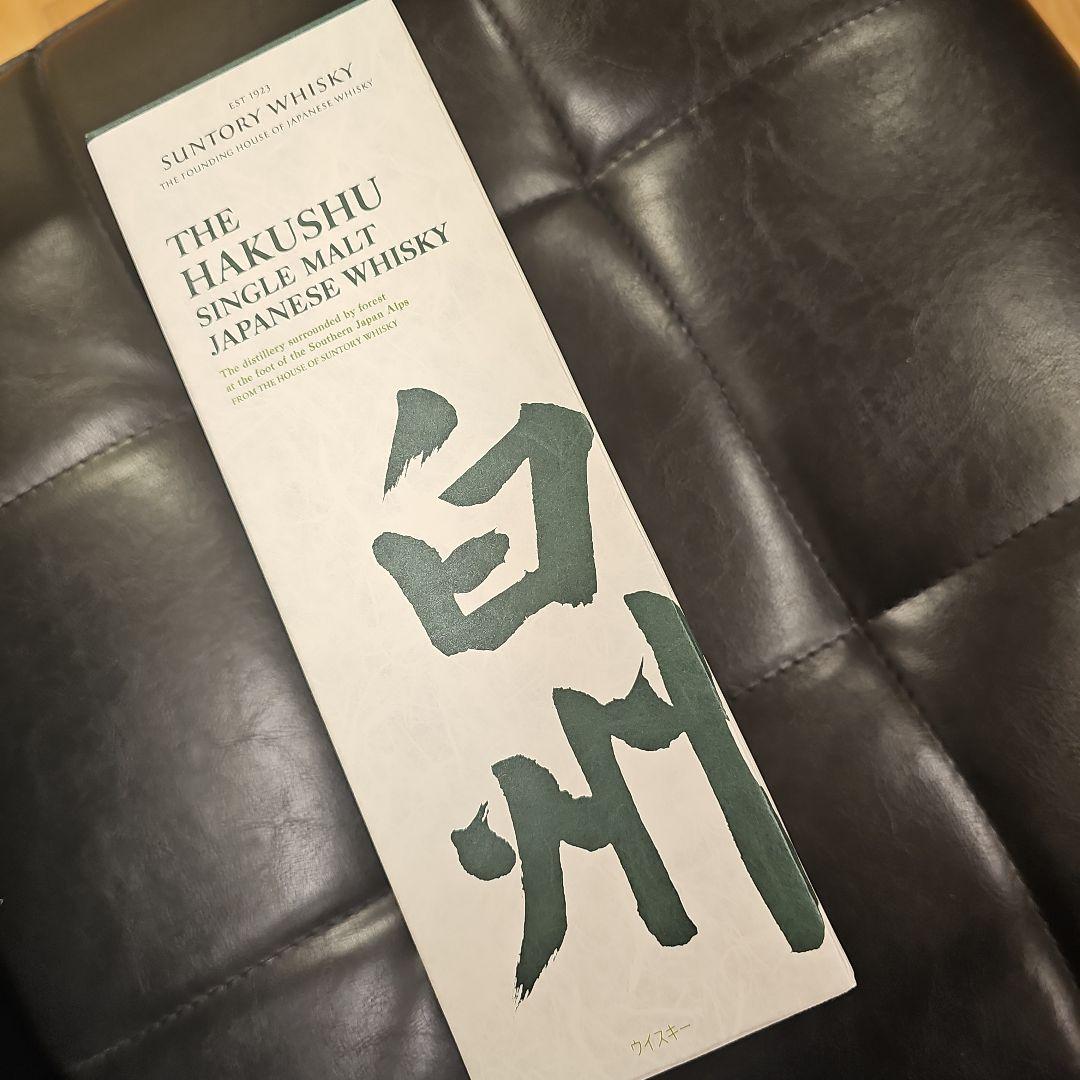 EST 1923
SUNTORY WHISKY
THE FOUNDING HOUSE OF JAPANESE WHISKY
THE
HAKUSHU
SINGLE MALT
JAPANESE WHISKY
The distillery surrounded by forest
at the foot of the Southern Japan Alps
FROM THE HOUSE OF SUNTORY WHISKY
白州
ウイスキー